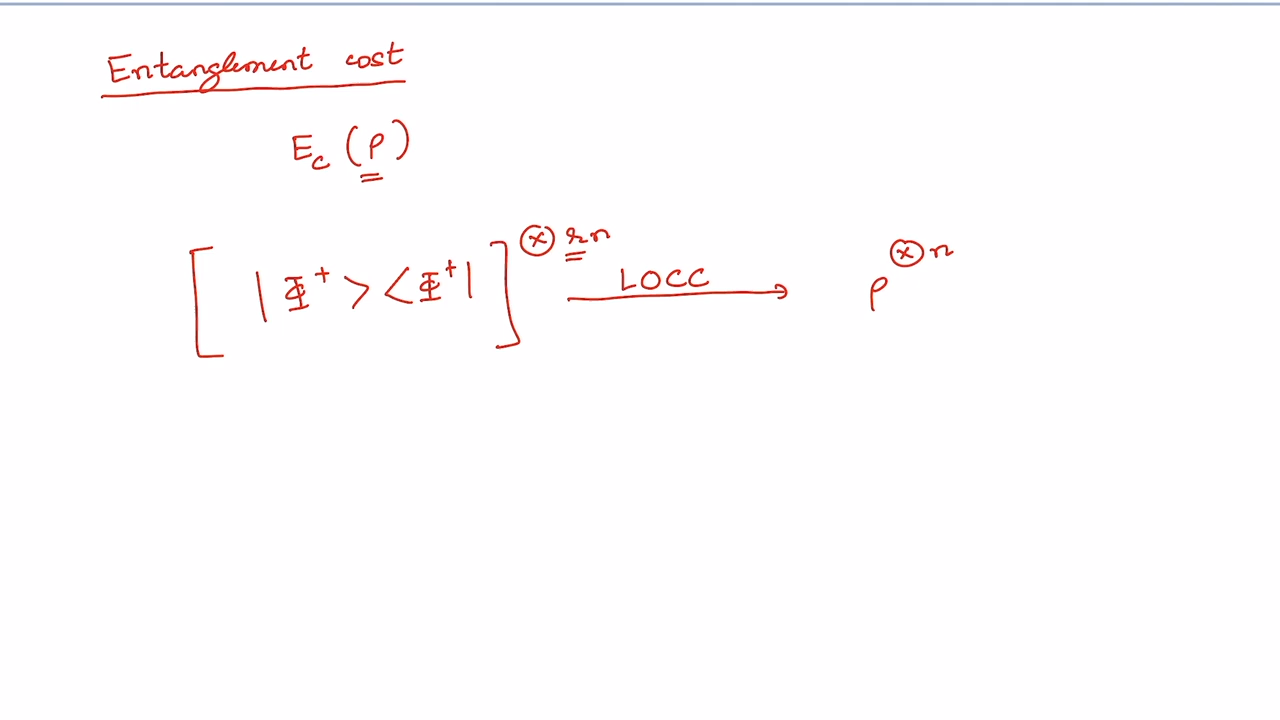 Entanglement cost
E_c (ρ)
[ |Φ⁺> <Φ⁺| ]^{⊗ rn} LOCC → ρ^{⊗ n}